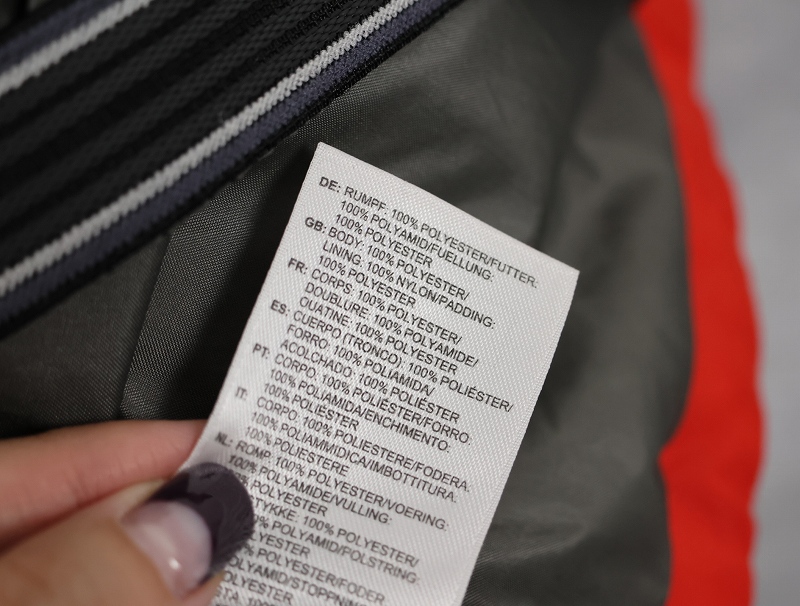 DE: RUMPF: 100% POLYESTER/FUTTER:
100% POLYAMID/FUELLUNG:
100% POLYESTER
GB: BODY: 100% POLYESTER/
LINING: 100% NYLON/PADDING:
100% POLYESTER
FR: CORPS: 100% POLYESTER/
DOUBLURE: 100% POLYAMIDE/
OUATINE: 100% POLYESTER
ES: CUERPO (TRONCO): 100% POLIÉSTER/
FORRO: 100% POLIAMIDA/
ACOLCHADO: 100% POLIÉSTER
PT: CORPO: 100% POLIÉSTER/FORRO:
100% POLIAMIDA/ENCHIMENTO:
100% POLIÉSTER
IT: CORPO: 100% POLIESTERE/FODERA:
100% POLIAMMIDICA/IMBOTTITURA:
100% POLIESTERE
NL: ROMP: 100% POLYESTER/VOERING:
100% POLYAMIDE/VULLING:
POLYESTER
STYKKE: 100% POLYESTER/
100% POLYAMID/POLSTRING:
ESTER
POLYESTER/FODER
AMID/STOPPNING